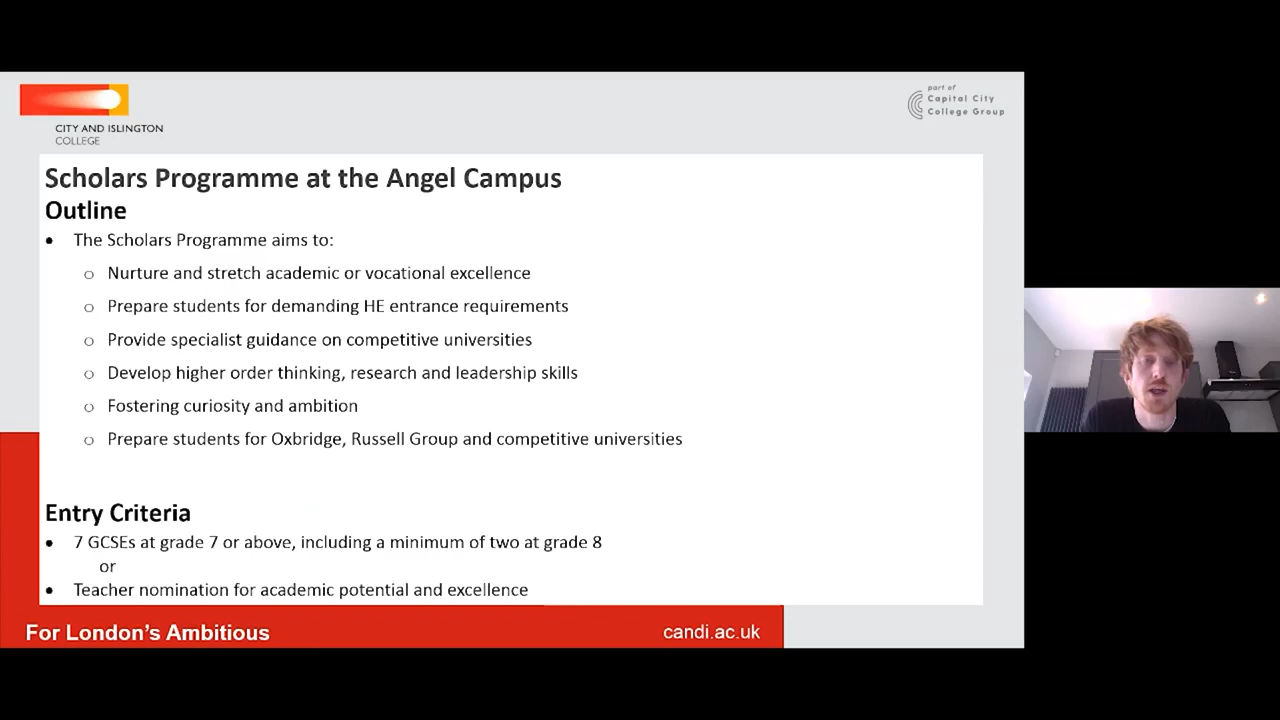 CITY AND ISLINGTON
COLLEGE
part of
Capital City
College Group
Scholars Programme at the Angel Campus
Outline
• The Scholars Programme aims to:
o Nurture and stretch academic or vocational excellence
o Prepare students for demanding HE entrance requirements
o Provide specialist guidance on competitive universities
o Develop higher order thinking, research and leadership skills
o Fostering curiosity and ambition
o Prepare students for Oxbridge, Russell Group and competitive universities
Entry Criteria
• 7 GCSEs at grade 7 or above, including a minimum of two at grade 8
or
• Teacher nomination for academic potential and excellence
For London's Ambitious
candi.ac.uk